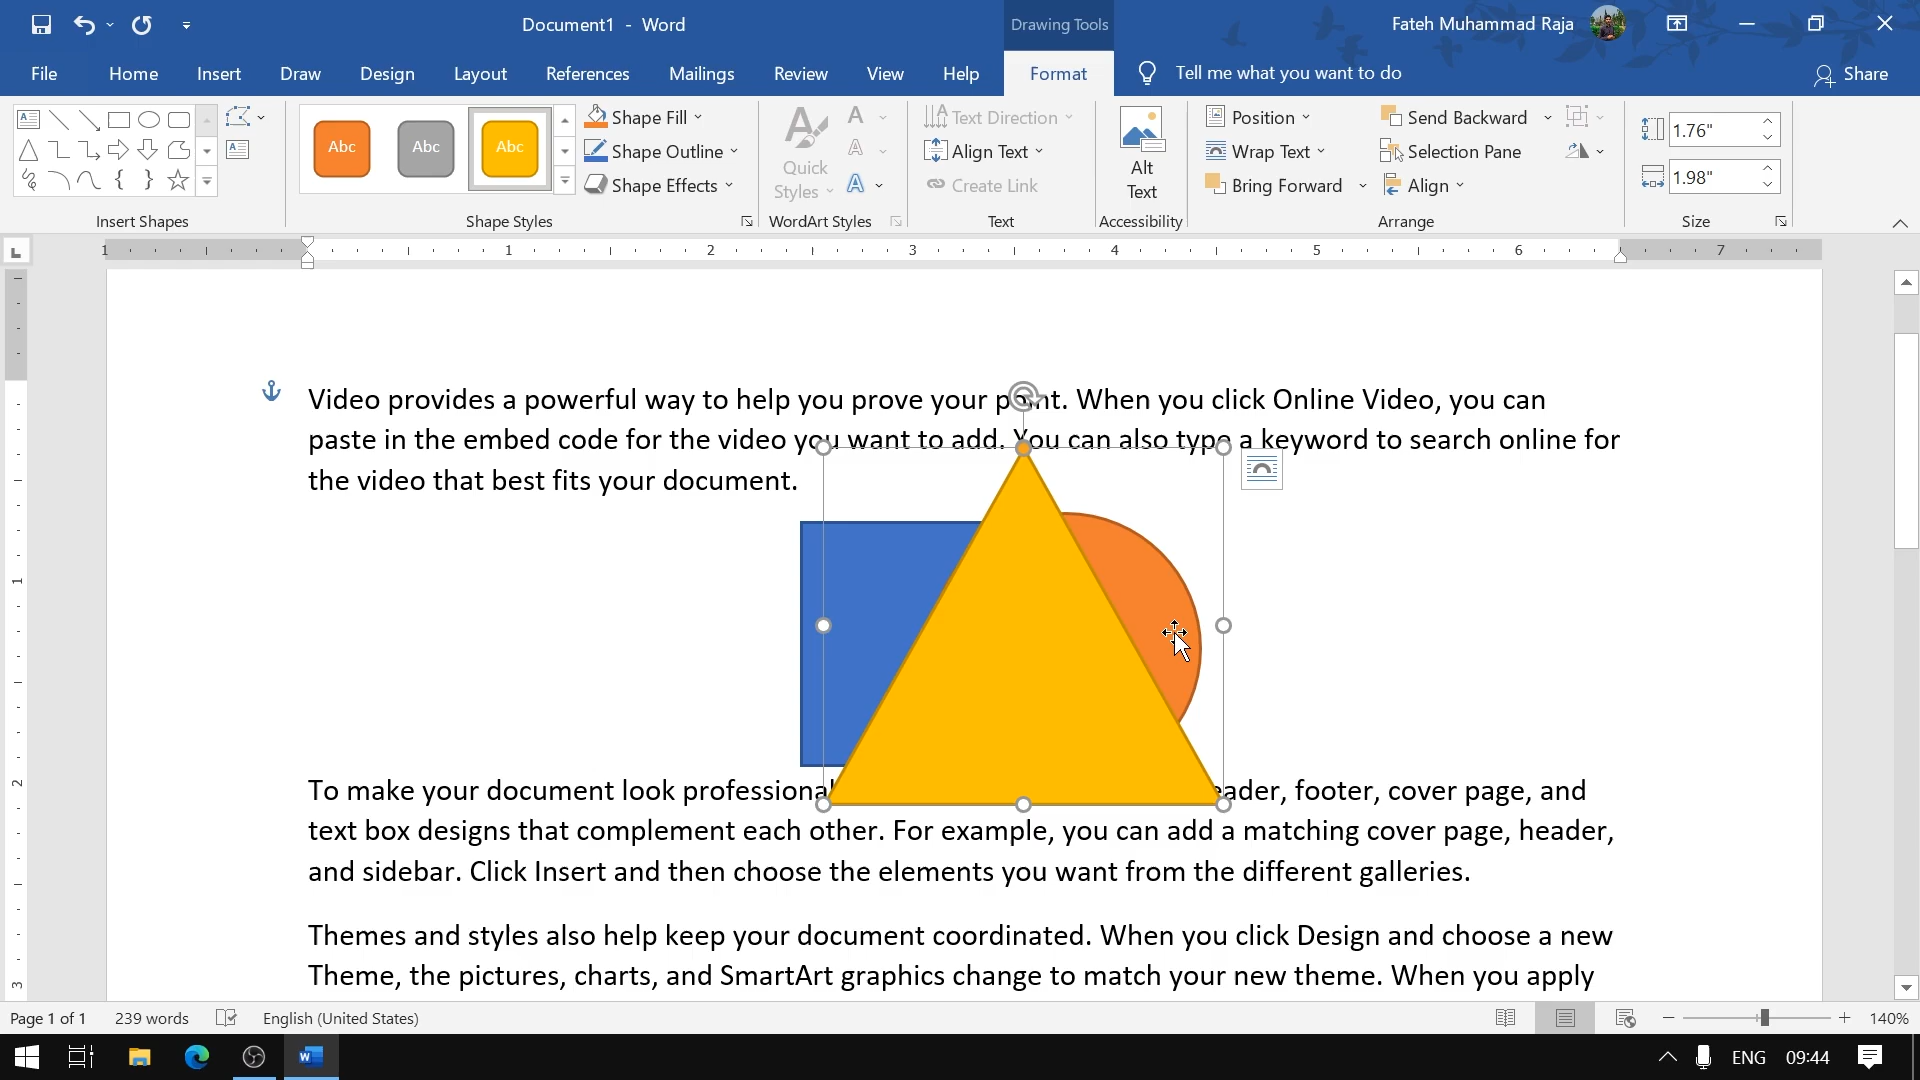 Document1 - Word
Drawing Tools
Fateh Muhammad Raja
File Home Insert Draw Design Layout References Mailings Review View Help Format Tell me what you want to do Share
Abc Abc Abc
Shape Fill
Shape Outline
Shape Effects
Quick Styles
Text Direction
Align Text
Create Link
Alt Text
Position
Wrap Text
Bring Forward
Send Backward
Selection Pane
Align
1.76"
1.98"
Insert Shapes Shape Styles WordArt Styles Text Accessibility Arrange Size
1 1 2 3 4 5 6 7
Video provides a powerful way to help you prove your point. When you click Online Video, you can
paste in the embed code for the video you want to add. You can also type a keyword to search online for
the video that best fits your document.
To make your document look professional ader, footer, cover page, and
text box designs that complement each other. For example, you can add a matching cover page, header,
and sidebar. Click Insert and then choose the elements you want from the different galleries.
Themes and styles also help keep your document coordinated. When you click Design and choose a new
Theme, the pictures, charts, and SmartArt graphics change to match your new theme. When you apply
1
2
3
Page 1 of 1 239 words English (United States) 140%
ENG 09:44